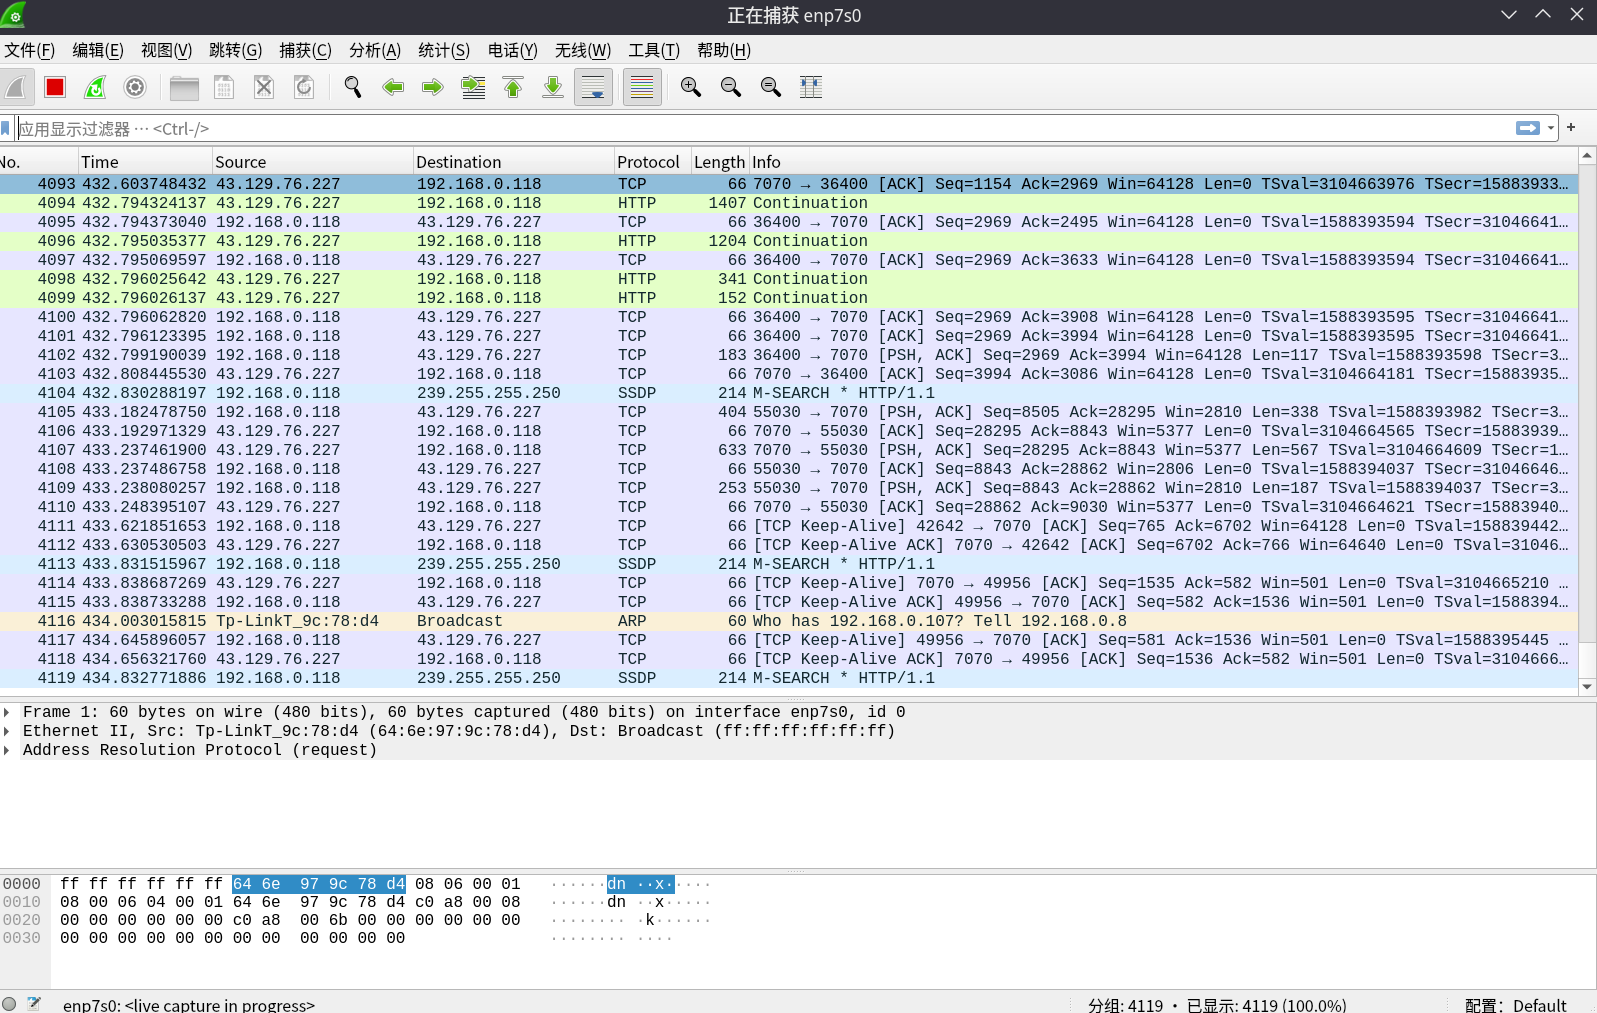 正在捕获 enp7s0
文件(F) 编辑(E) 视图(V) 跳转(G) 捕获(C) 分析(A) 统计(S) 电话(Y) 无线(W) 工具(T) 帮助(H)
应用显示过滤器 … <Ctrl-/>
No. Time Source Destination Protocol Length Info
4093 432.603748432 43.129.76.227 192.168.0.118 TCP 66 7070 → 36400 [ACK] Seq=1154 Ack=2969 Win=64128 Len=0 TSval=3104663976 TSecr=15883933…
4094 432.794324137 43.129.76.227 192.168.0.118 HTTP 1407 Continuation
4095 432.794373040 192.168.0.118 43.129.76.227 TCP 66 36400 → 7070 [ACK] Seq=2969 Ack=2495 Win=64128 Len=0 TSval=1588393594 TSecr=31046641…
4096 432.795035377 43.129.76.227 192.168.0.118 HTTP 1204 Continuation
4097 432.795069597 192.168.0.118 43.129.76.227 TCP 66 36400 → 7070 [ACK] Seq=2969 Ack=3633 Win=64128 Len=0 TSval=1588393594 TSecr=31046641…
4098 432.796025642 43.129.76.227 192.168.0.118 HTTP 341 Continuation
4099 432.796026137 43.129.76.227 192.168.0.118 HTTP 152 Continuation
4100 432.796062820 192.168.0.118 43.129.76.227 TCP 66 36400 → 7070 [ACK] Seq=2969 Ack=3908 Win=64128 Len=0 TSval=1588393595 TSecr=31046641…
4101 432.796123395 192.168.0.118 43.129.76.227 TCP 66 36400 → 7070 [ACK] Seq=2969 Ack=3994 Win=64128 Len=0 TSval=1588393595 TSecr=31046641…
4102 432.799190039 192.168.0.118 43.129.76.227 TCP 183 36400 → 7070 [PSH, ACK] Seq=2969 Ack=3994 Win=64128 Len=117 TSval=1588393598 TSecr=3…
4103 432.808445530 43.129.76.227 192.168.0.118 TCP 66 7070 → 36400 [ACK] Seq=3994 Ack=3086 Win=64128 Len=0 TSval=3104664181 TSecr=15883935…
4104 432.830288197 192.168.0.118 239.255.255.250 SSDP 214 M-SEARCH * HTTP/1.1
4105 433.182478750 192.168.0.118 43.129.76.227 TCP 404 55030 → 7070 [PSH, ACK] Seq=8505 Ack=28295 Win=2810 Len=338 TSval=1588393982 TSecr=3…
4106 433.192971329 43.129.76.227 192.168.0.118 TCP 66 7070 → 55030 [ACK] Seq=28295 Ack=8843 Win=5377 Len=0 TSval=3104664565 TSecr=15883939…
4107 433.237461900 43.129.76.227 192.168.0.118 TCP 633 7070 → 55030 [PSH, ACK] Seq=28295 Ack=8843 Win=5377 Len=567 TSval=3104664609 TSecr=1…
4108 433.237486758 192.168.0.118 43.129.76.227 TCP 66 55030 → 7070 [ACK] Seq=8843 Ack=28862 Win=2806 Len=0 TSval=1588394037 TSecr=31046646…
4109 433.238080257 192.168.0.118 43.129.76.227 TCP 253 55030 → 7070 [PSH, ACK] Seq=8843 Ack=28862 Win=2810 Len=187 TSval=1588394037 TSecr=3…
4110 433.248395107 43.129.76.227 192.168.0.118 TCP 66 7070 → 55030 [ACK] Seq=28862 Ack=9030 Win=5377 Len=0 TSval=3104664621 TSecr=15883940…
4111 433.621851653 192.168.0.118 43.129.76.227 TCP 66 [TCP Keep-Alive] 42642 → 7070 [ACK] Seq=765 Ack=6702 Win=64128 Len=0 TSval=158839442…
4112 433.630530503 43.129.76.227 192.168.0.118 TCP 66 [TCP Keep-Alive ACK] 7070 → 42642 [ACK] Seq=6702 Ack=766 Win=64640 Len=0 TSval=31046…
4113 433.831515967 192.168.0.118 239.255.255.250 SSDP 214 M-SEARCH * HTTP/1.1
4114 433.838687269 43.129.76.227 192.168.0.118 TCP 66 [TCP Keep-Alive] 7070 → 49956 [ACK] Seq=1535 Ack=582 Win=501 Len=0 TSval=3104665210 …
4115 433.838733288 192.168.0.118 43.129.76.227 TCP 66 [TCP Keep-Alive ACK] 49956 → 7070 [ACK] Seq=582 Ack=1536 Win=501 Len=0 TSval=1588394…
4116 434.003015815 Tp-LinkT_9c:78:d4 Broadcast ARP 60 Who has 192.168.0.107? Tell 192.168.0.8
4117 434.645896057 192.168.0.118 43.129.76.227 TCP 66 [TCP Keep-Alive] 49956 → 7070 [ACK] Seq=581 Ack=1536 Win=501 Len=0 TSval=1588395445 …
4118 434.656321760 43.129.76.227 192.168.0.118 TCP 66 [TCP Keep-Alive ACK] 7070 → 49956 [ACK] Seq=1536 Ack=582 Win=501 Len=0 TSval=3104666…
4119 434.832771886 192.168.0.118 239.255.255.250 SSDP 214 M-SEARCH * HTTP/1.1
Frame 1: 60 bytes on wire (480 bits), 60 bytes captured (480 bits) on interface enp7s0, id 0
Ethernet II, Src: Tp-LinkT_9c:78:d4 (64:6e:97:9c:78:d4), Dst: Broadcast (ff:ff:ff:ff:ff:ff)
Address Resolution Protocol (request)
0000 ff ff ff ff ff ff 64 6e 97 9c 78 d4 08 06 00 01 ······dn ··x·····
0010 08 00 06 04 00 01 64 6e 97 9c 78 d4 c0 a8 00 08 ······dn ··x·····
0020 00 00 00 00 00 00 c0 a8 00 6b 00 00 00 00 00 00 ········ ·k······
0030 00 00 00 00 00 00 00 00 00 00 00 00 ········ ····
enp7s0: <live capture in progress> 分组: 4119 · 已显示: 4119 (100.0%) 配置: Default